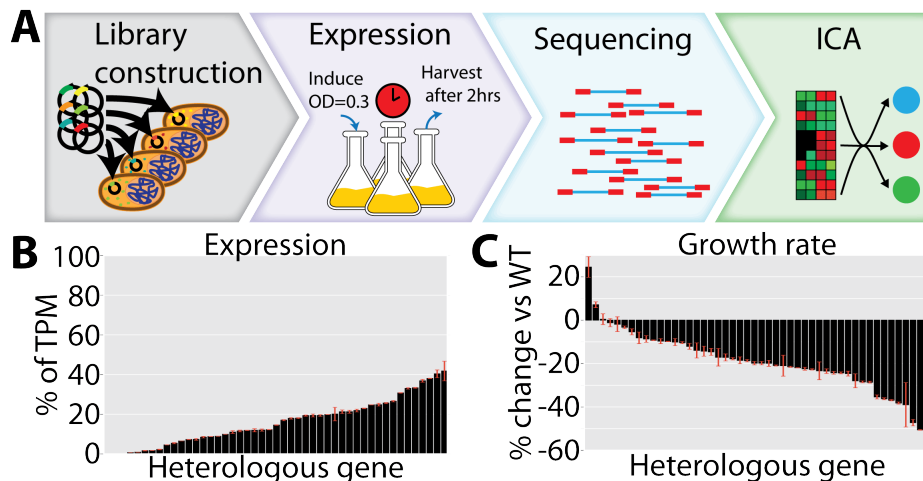 A
Library
construction
Expression
Induce
OD=0.3
Harvest
after 2hrs
Sequencing
ICA
B
Expression
% of TPM
100
80
60
40
20
0
Heterologous gene
C
Growth rate
% change vs WT
20
0
-20
-40
-60
Heterologous gene